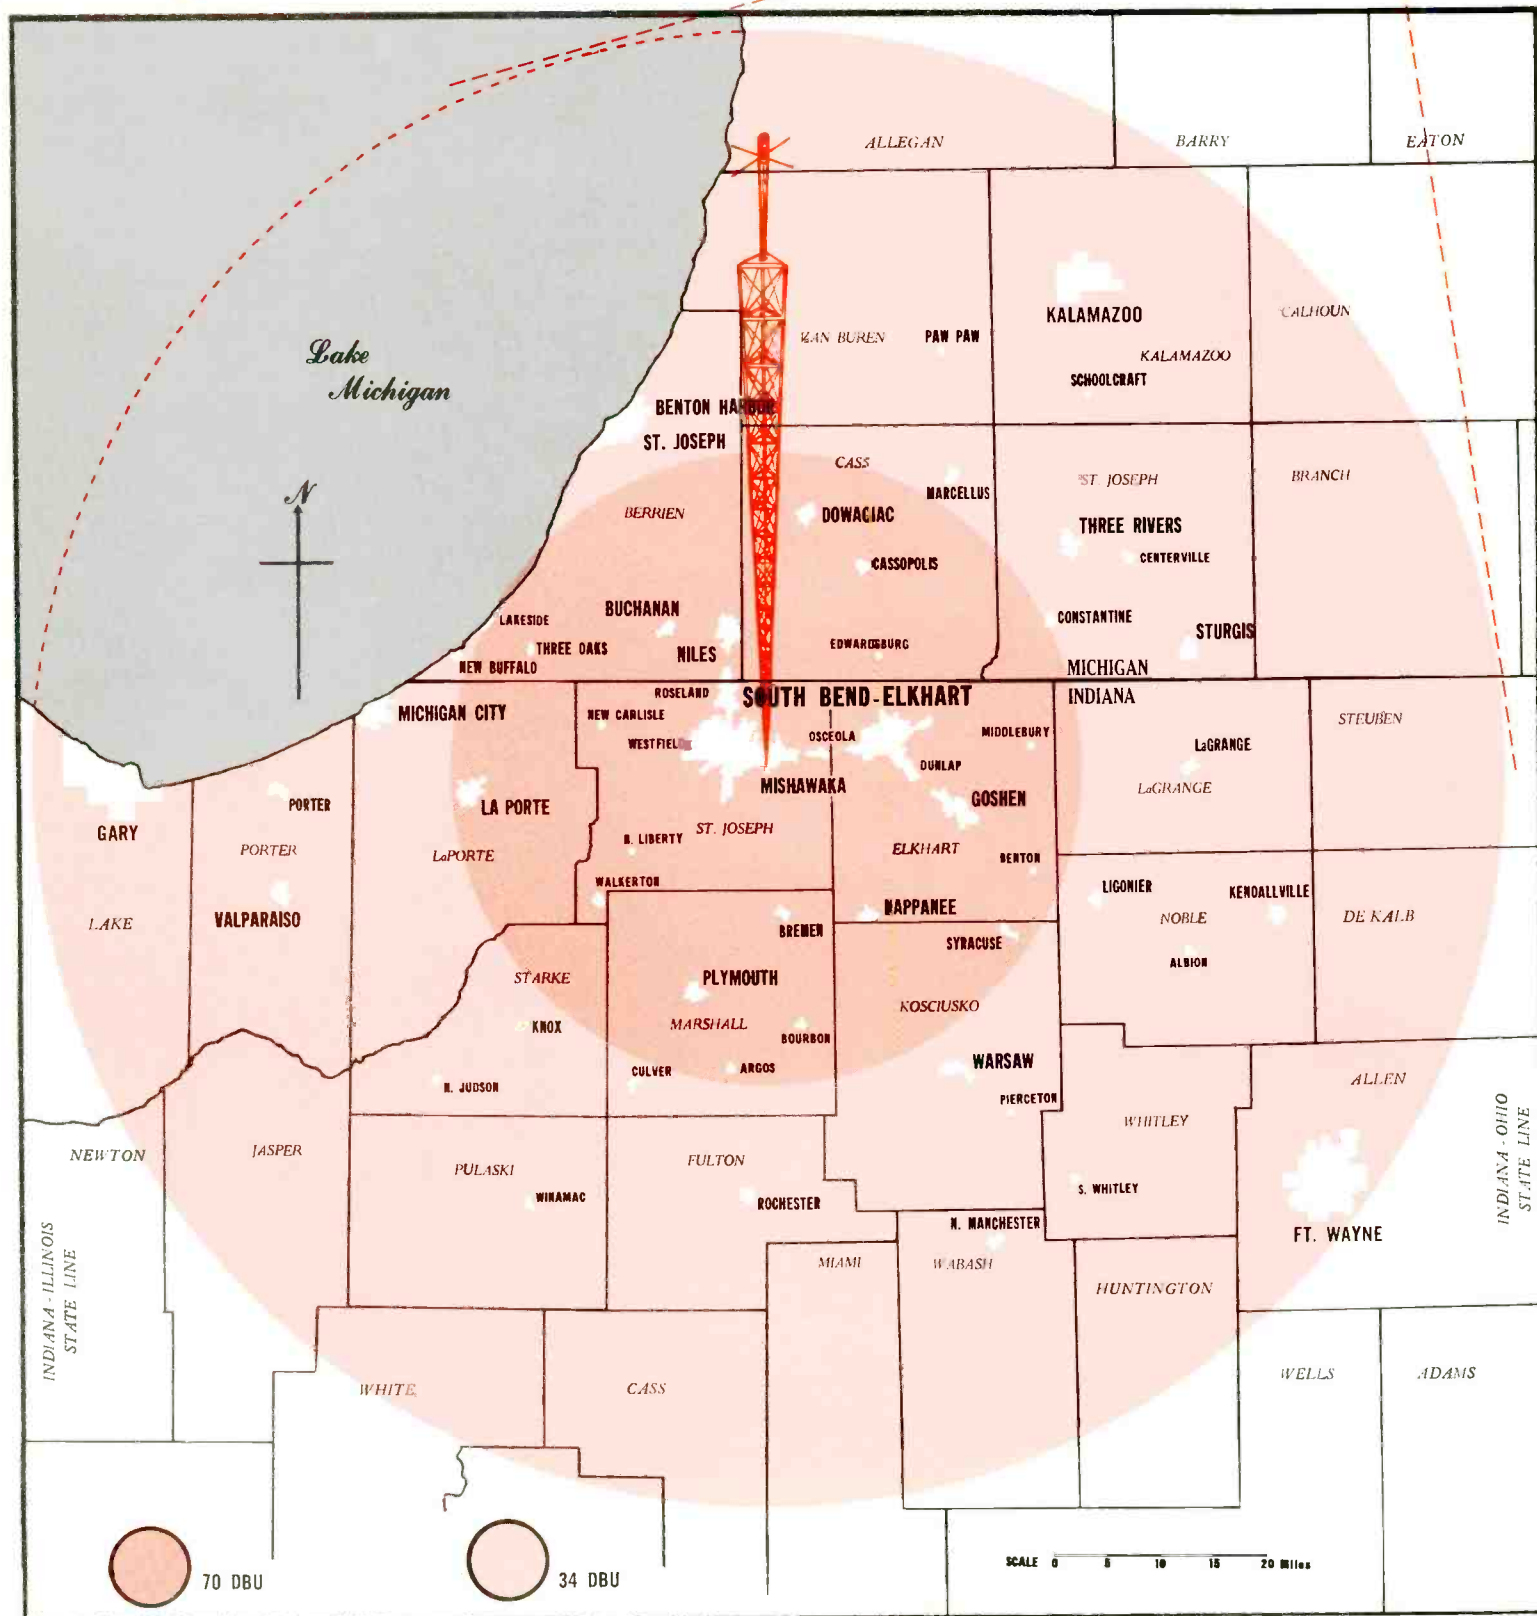 ALLEGAN
BARRY
EATON
Lake
Michigan
VAN BUREN
PAW PAW
KALAMAZOO
KALAMAZOO
SCHOOLCRAFT
CALHOUN
BENTON HARBOR
ST. JOSEPH
N
BERRIEN
CASS
MARCELLUS
DOWAGIAC
CASSOPOLIS
EDWARDSBURG
ST. JOSEPH
THREE RIVERS
CENTERVILLE
CONSTANTINE
STURGIS
BRANCH
LAKESIDE
BUCHANAN
THREE OAKS
NEW BUFFALO
NILES
MICHIGAN
INDIANA
ROSELAND
SOUTH BEND-ELKHART
MICHIGAN CITY
NEW CARLISLE
WESTFIELD
OSCEOLA
MIDDLEBURY
DUNLAP
MISHAWAKA
GOSHEN
LaGRANGE
LaGRANGE
STEUBEN
GARY
PORTER
PORTER
LA PORTE
LaPORTE
N. LIBERTY
ST. JOSEPH
ELKHART
BENTON
WALKERTON
NAPPANEE
LIGONIER
KENDALLVILLE
NOBLE
ALBION
DE KALB
LAKE
VALPARAISO
BREMEN
SYRACUSE
STARKE
KNOX
N. JUDSON
PLYMOUTH
MARSHALL
BOURBON
CULVER
ARGOS
KOSCIUSKO
WARSAW
PIERCETON
ALLEN
WHITLEY
S. WHITLEY
INDIANA - OHIO
STATE LINE
NEWTON
JASPER
PULASKI
WINAMAC
FULTON
ROCHESTER
N. MANCHESTER
FT. WAYNE
INDIANA - ILLINOIS
STATE LINE
MIAMI
WABASH
HUNTINGTON
WHITE
CASS
WELLS
ADAMS
70 DBU
34 DBU
SCALE 0 5 10 15 20 Miles